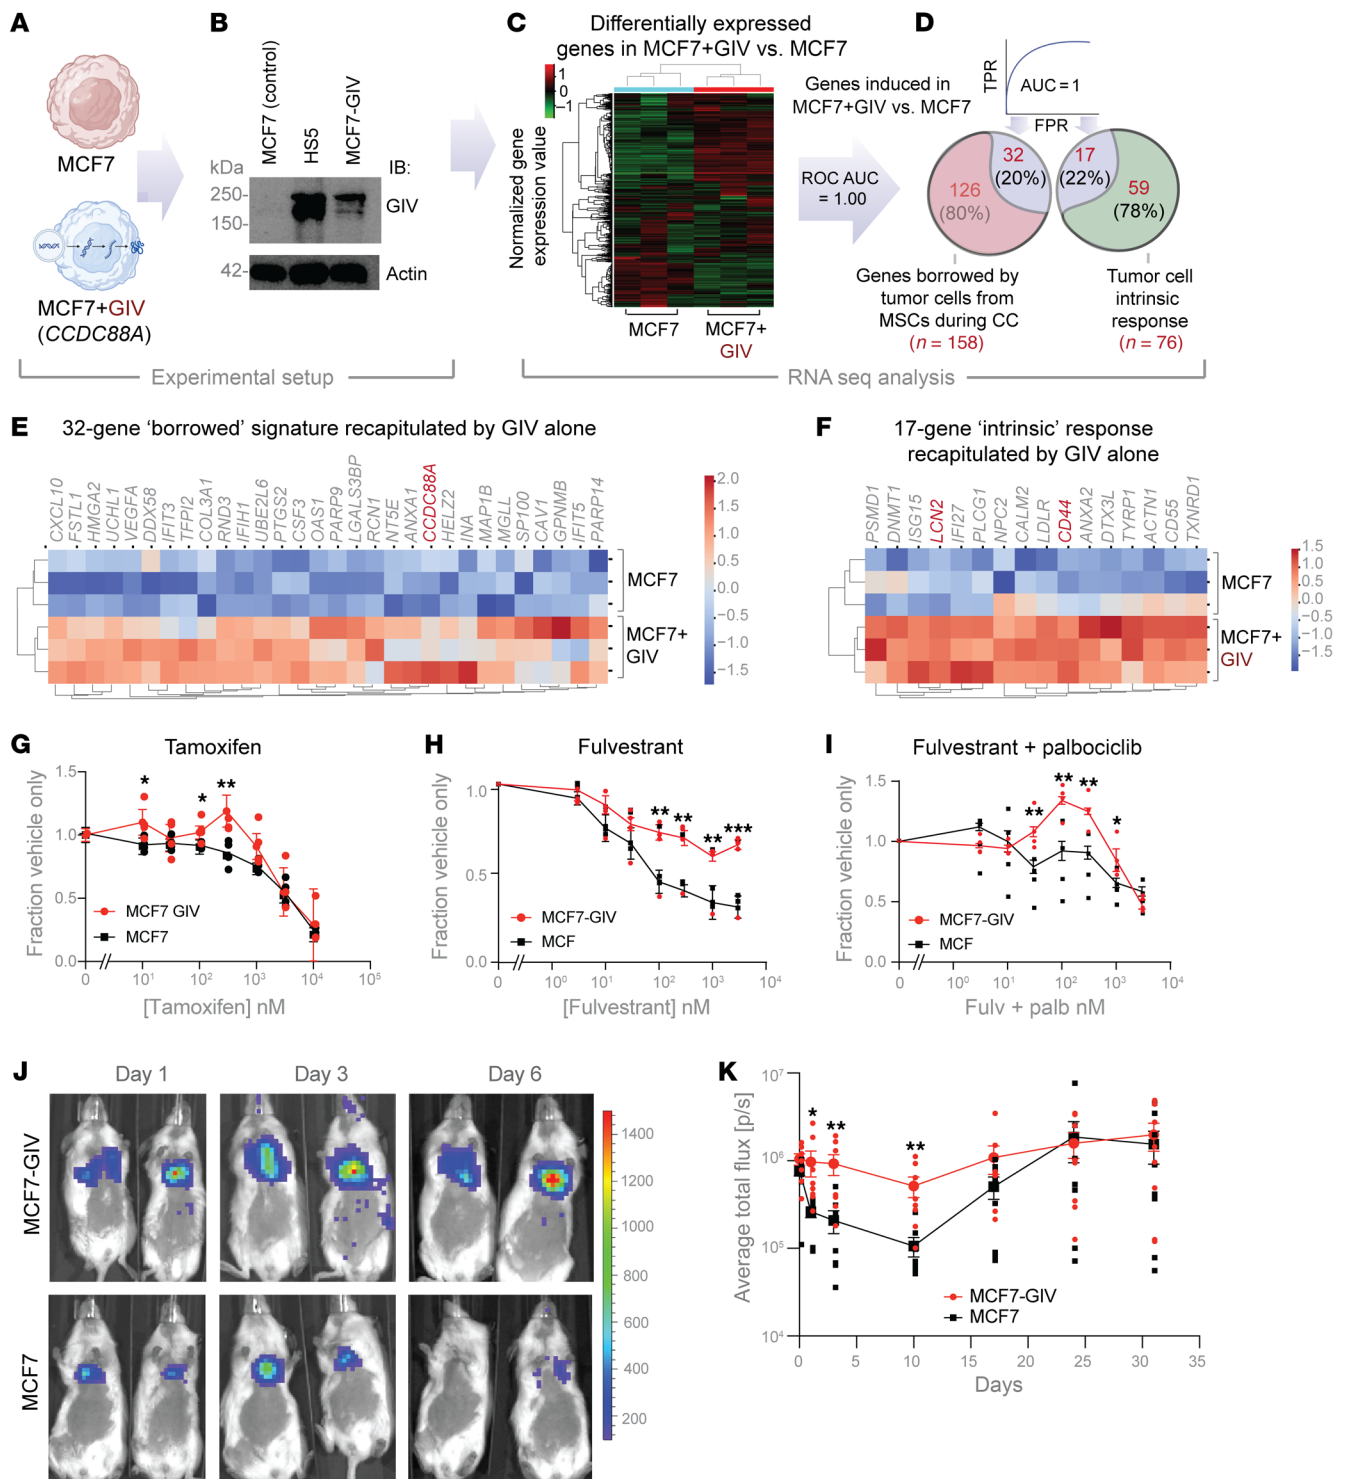 A
MCF7
MCF7+GIV
(CCDC88A)
B
MCF7 (control)
HS5
MCF7-GIV
kDa
IB:
250-
150-
GIV
42-
Actin
Experimental setup
C
Differentially expressed
genes in MCF7+GIV vs. MCF7
1
0
−1
Normalized gene
expression value
MCF7
MCF7+
GIV
Genes induced in
MCF7+GIV vs. MCF7
ROC AUC
= 1.00
D
TPR
AUC = 1
FPR
32
(20%)
126
(80%)
17
(22%)
59
(78%)
Genes borrowed by
tumor cells from
MSCs during CC
(n = 158)
Tumor cell
intrinsic
response
(n = 76)
RNA seq analysis
E
32-gene ‘borrowed’ signature recapitulated by GIV alone
CXCL10
FSTL1
HMGA2
UCHL1
VEGFA
DDX58
IFIT3
TFPI2
COL3A1
RND3
IFIH1
UBE2L6
PTGS2
CSF3
OAS1
PARP9
LGALS3BP
RCN1
NT5E
ANXA1
CCDC88A
HELZ2
INA
MAP1B
MGLL
SP100
CAV1
GPNMB
IFIT5
PARP14
MCF7
MCF7+
GIV
2.0
1.5
1.0
0.5
0.0
−0.5
−1.0
−1.5
F
17-gene ‘intrinsic’ response
recapitulated by GIV alone
PSMD1
DNMT1
ISG15
LCN2
IFI27
PLCG1
NPC2
CALM2
LDLR
CD44
ANXA2
DTX3L
TYRP1
ACTN1
CD55
TXNRD1
MCF7
MCF7+
GIV
1.5
1.0
0.5
0.0
−0.5
−1.0
−1.5
G
Tamoxifen
Fraction vehicle only
1.5
1.0
0.5
0.0
*
*
**
MCF7 GIV
MCF7
0
10¹
10²
10³
10⁴
10⁵
[Tamoxifen] nM
H
Fulvestrant
Fraction vehicle only
1.0
0.5
0.0
**
**
**
***
MCF7-GIV
MCF
0
10⁰
10¹
10²
10³
10⁴
[Fulvestrant] nM
I
Fulvestrant + palbociclib
Fraction vehicle only
1.5
1.0
0.5
0.0
**
**
**
*
MCF7-GIV
MCF
0
10⁰
10¹
10²
10³
10⁴
Fulv + palb nM
J
Day 1
Day 3
Day 6
MCF7-GIV
MCF7
1400
1200
1000
800
600
400
200
K
Average total flux [p/s]
10⁷
10⁶
10⁵
10⁴
*
**
**
MCF7-GIV
MCF7
0
5
10
15
20
25
30
35
Days